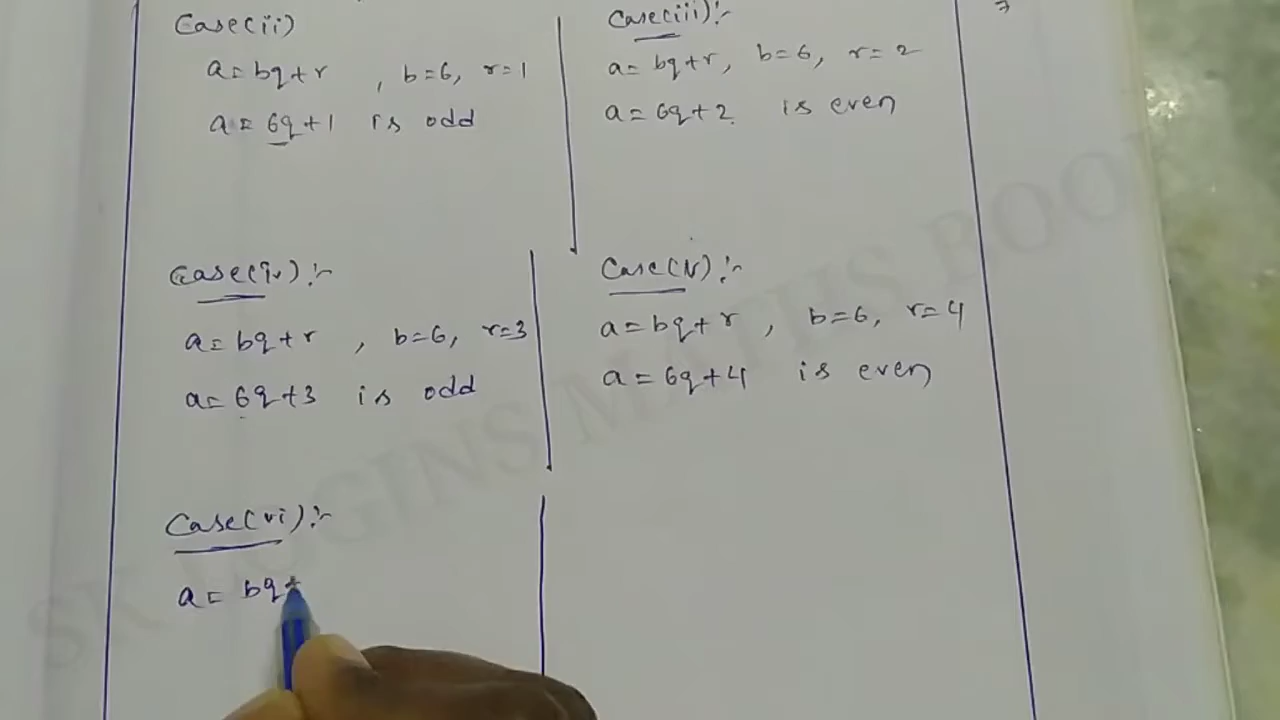 Case(ii)
a = bq + r , b=6, r=1
a = 6q+1 is odd
Case(iii):-
a = bq+r, b=6, r=2
a = 6q+2 is even
Case(iv):-
a = bq+r , b=6, r=3
a = 6q+3 is odd
Case(v):-
a = bq+r , b=6, r=4
a = 6q+4 is even
Case(vi):-
a = bq+